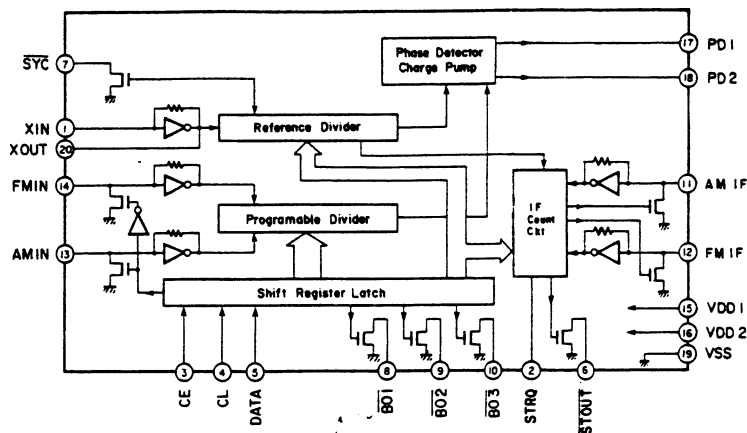 17 PD1
Phase Detector
Charge Pump
SYC 7
18 PD2
XIN 1
Reference Divider
XOUT 20
FMIN 14
11 AM IF
IF
Count
Ckt
Programable Divider
AMIN 13
12 FM IF
Shift Register Latch
15 VDD1
16 VDD2
19 VSS
3 4 5 8 9 10 2 6
CE CL DATA BO1 BO2 BO3 STRQ STOUT